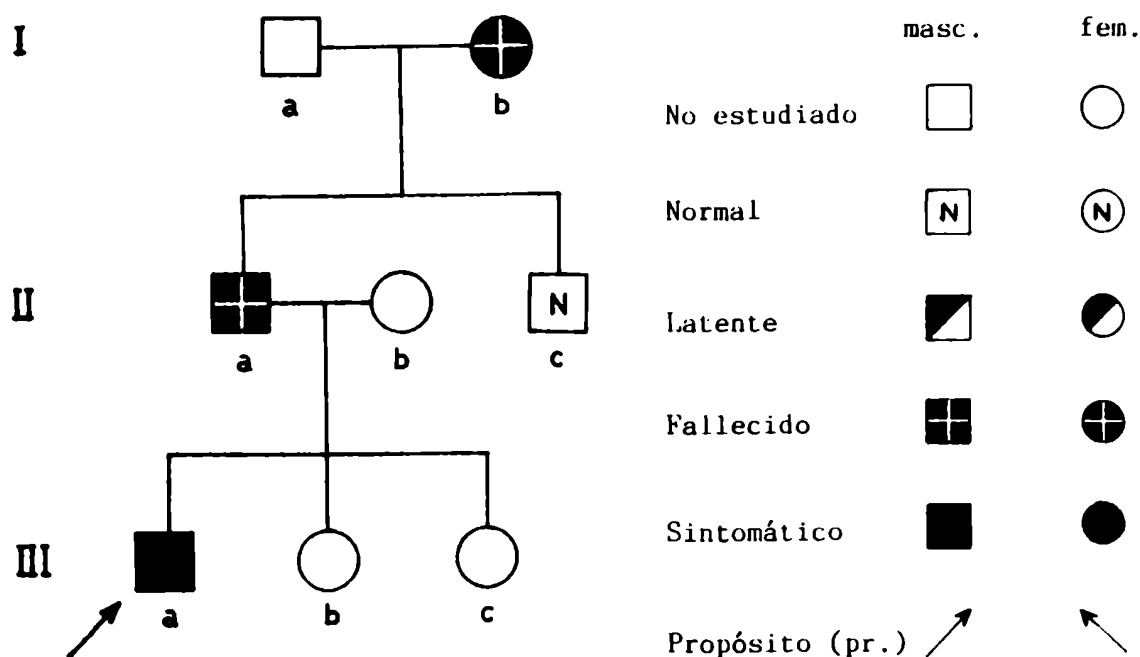 I
a
b
II
a
b
N
c
III
a
b
c
masc. fem.
No estudiado
Normal N N
Latente
Fallecido
Sintomático
Propósito (pr.)